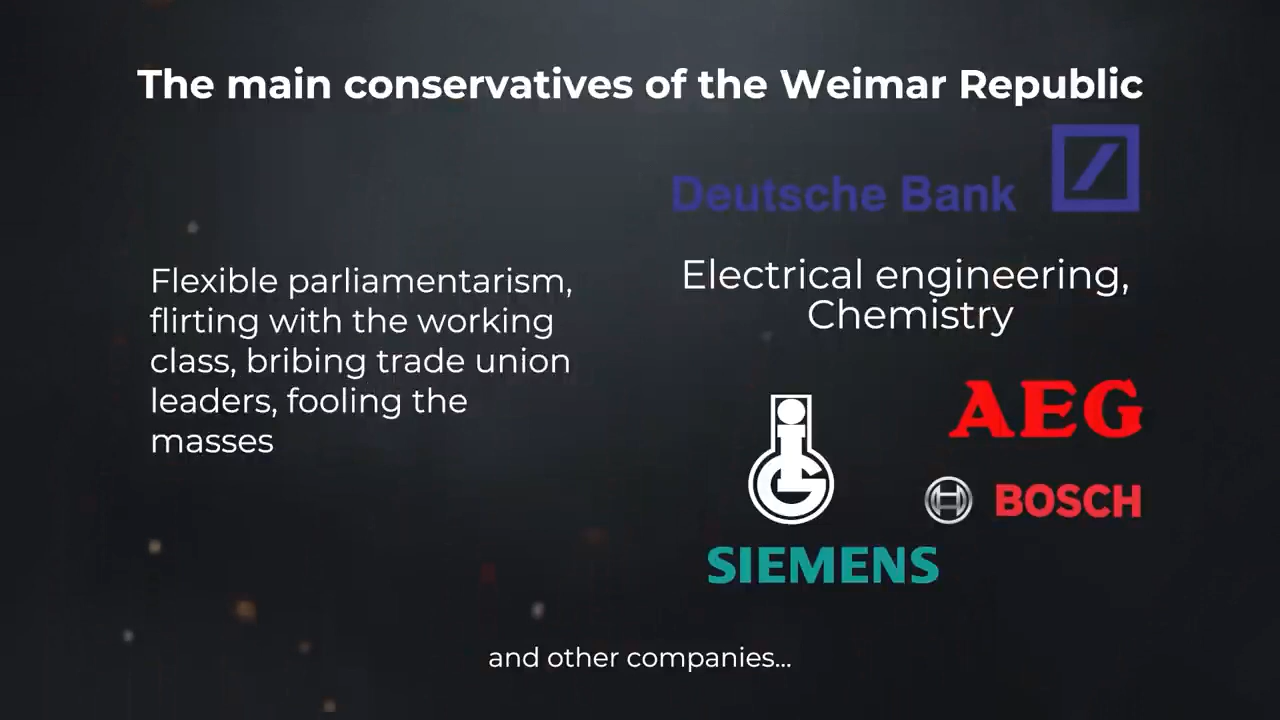 The main conservatives of the Weimar Republic
Deutsche Bank
Flexible parliamentarism,
flirting with the working
class, bribing trade union
leaders, fooling the
masses
Electrical engineering,
Chemistry
AEG
IG
BOSCH
SIEMENS
and other companies...